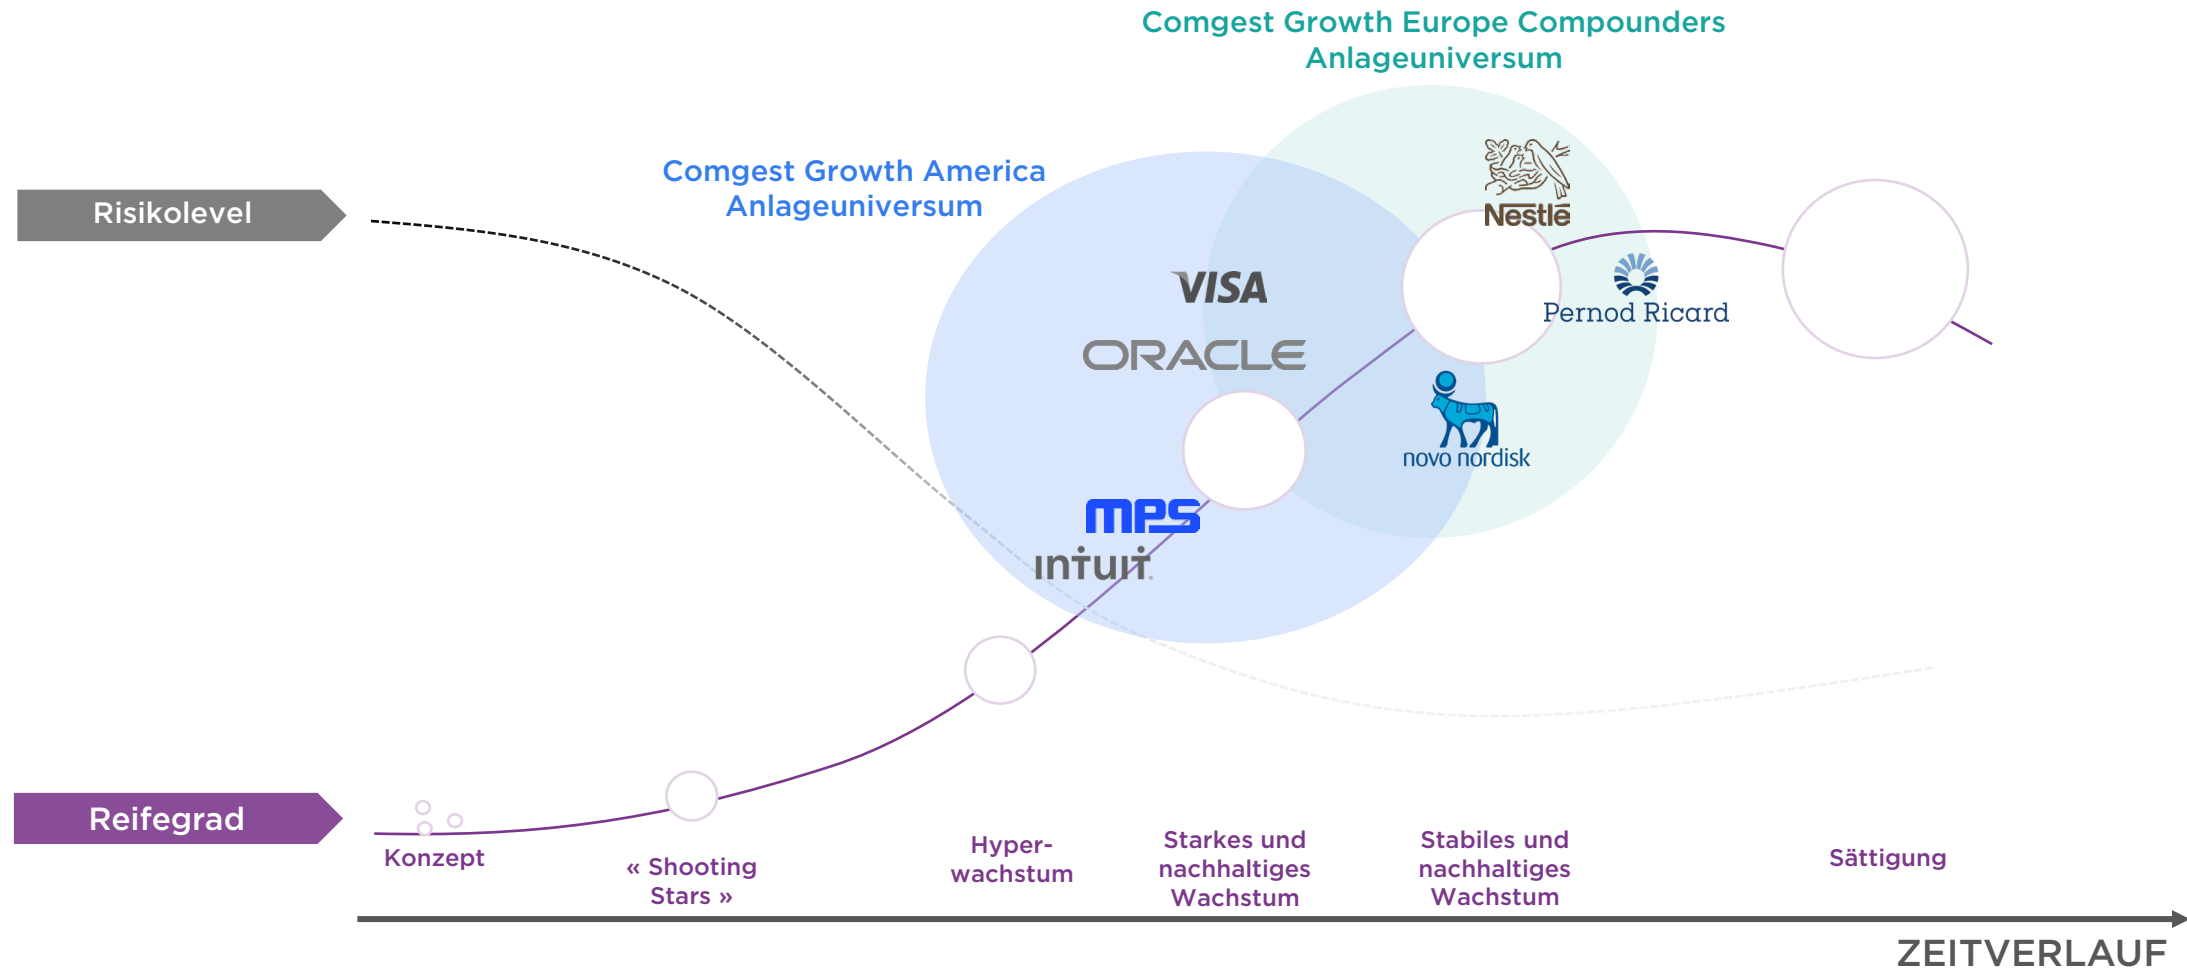 Comgest Growth Europe Compounders
Anlageuniversum
Comgest Growth America
Anlageuniversum
Risikolevel
Nestlé
VISA
Pernod Ricard
ORACLE
novo nordisk
mps
intuit.
Reifegrad
Konzept
« Shooting
Stars »
Hyper-
wachstum
Starkes und
nachhaltiges
Wachstum
Stabiles und
nachhaltiges
Wachstum
Sättigung
ZEITVERLAUF